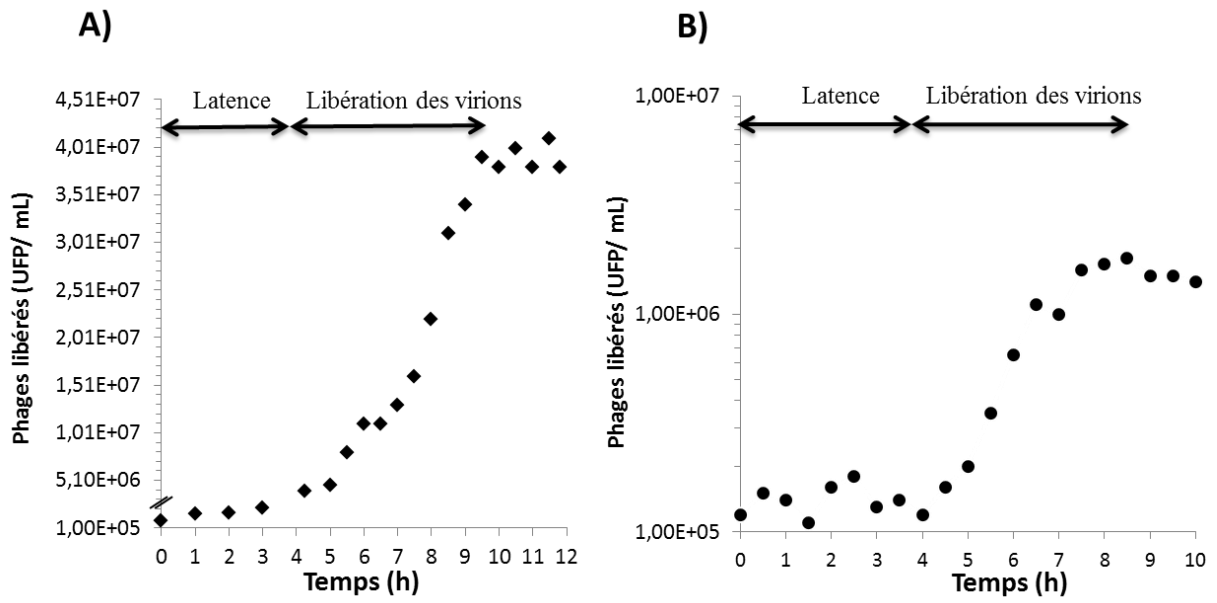 A)
Latence
Libération des virions
Phages libérés (UFP/ mL)
4,51E+07
4,01E+07
3,51E+07
3,01E+07
2,51E+07
2,01E+07
1,51E+07
1,01E+07
5,10E+06
1,00E+05
0 1 2 3 4 5 6 7 8 9 10 11 12
Temps (h)
B)
Latence
Libération des virions
Phages libérés (UFP/ mL)
1,00E+07
1,00E+06
1,00E+05
0 1 2 3 4 5 6 7 8 9 10
Temps (h)